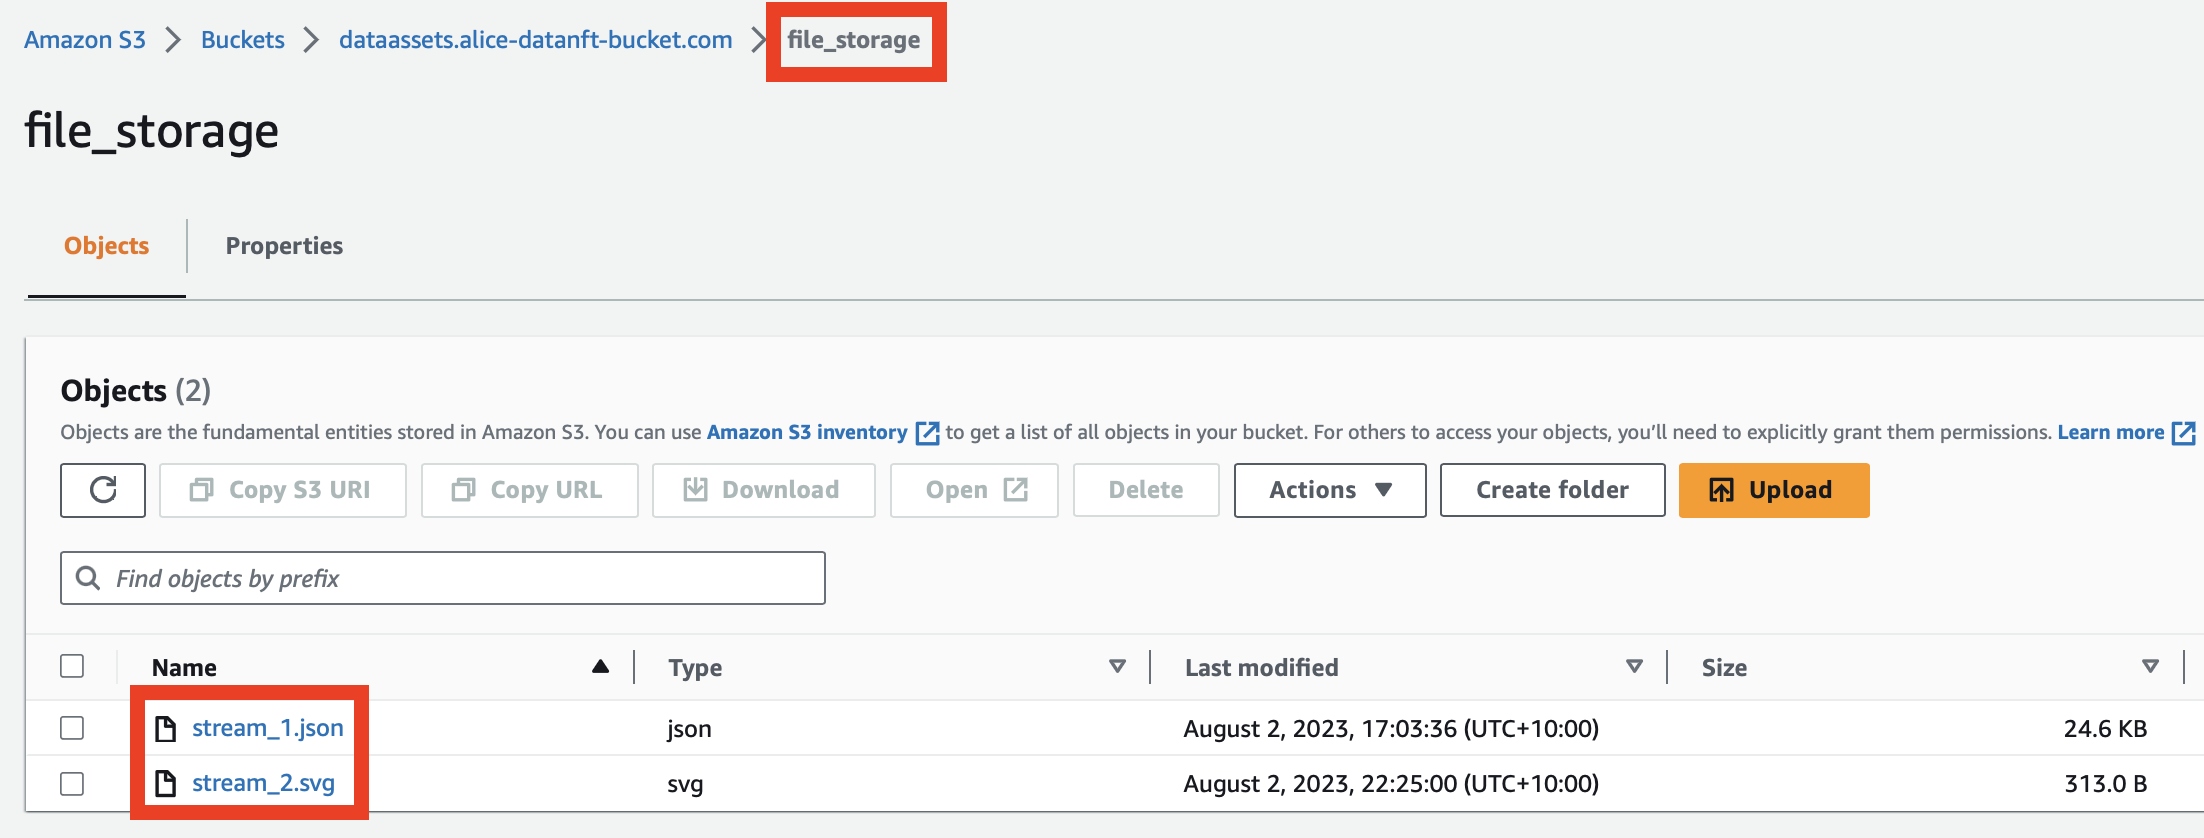 Amazon S3 > Buckets > dataassets.alice-datanft-bucket.com > file_storage
file_storage
Objects Properties
Objects (2)
Objects are the fundamental entities stored in Amazon S3. You can use Amazon S3 inventory to get a list of all objects in your bucket. For others to access your objects, you’ll need to explicitly grant them permissions. Learn more
Copy S3 URI Copy URL Download Open Delete Actions Create folder Upload
Find objects by prefix
Name Type Last modified Size
stream_1.json json August 2, 2023, 17:03:36 (UTC+10:00) 24.6 KB
stream_2.svg svg August 2, 2023, 22:25:00 (UTC+10:00) 313.0 B